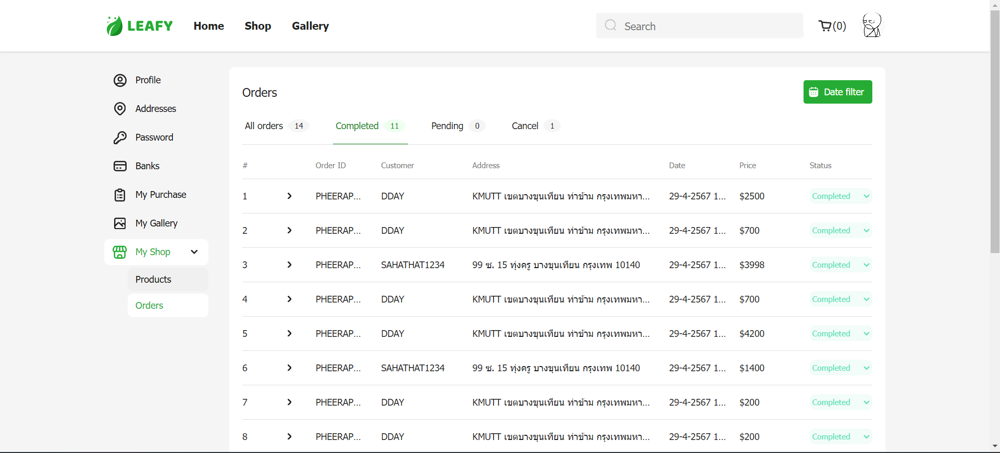 LEAFY Home Shop Gallery Search (0)
Profile
Addresses
Password
Banks
My Purchase
My Gallery
My Shop
Products
Orders
Orders Date filter
All orders 14 Completed 11 Pending 0 Cancel 1
# Order ID Customer Address Date Price Status
1 PHEERAP... DDAY KMUTT เขตบางขุนเทียน ท่าข้าม กรุงเทพมหา... 29-4-2567 1... $2500 Completed
2 PHEERAP... DDAY KMUTT เขตบางขุนเทียน ท่าข้าม กรุงเทพมหา... 29-4-2567 1... $700 Completed
3 PHEERAP... SAHATHAT1234 99 ซ. 15 ทุ่งครู บางขุนเทียน กรุงเทพ 10140 29-4-2567 1... $3998 Completed
4 PHEERAP... DDAY KMUTT เขตบางขุนเทียน ท่าข้าม กรุงเทพมหา... 29-4-2567 1... $700 Completed
5 PHEERAP... DDAY KMUTT เขตบางขุนเทียน ท่าข้าม กรุงเทพมหา... 29-4-2567 1... $4200 Completed
6 PHEERAP... SAHATHAT1234 99 ซ. 15 ทุ่งครู บางขุนเทียน กรุงเทพ 10140 29-4-2567 1... $1400 Completed
7 PHEERAP... DDAY KMUTT เขตบางขุนเทียน ท่าข้าม กรุงเทพมหา... 29-4-2567 1... $200 Completed
8 PHEERAP... DDAY KMUTT เขตบางขุนเทียน ท่าข้าม กรุงเทพมหา... 29-4-2567 1... $200 Completed